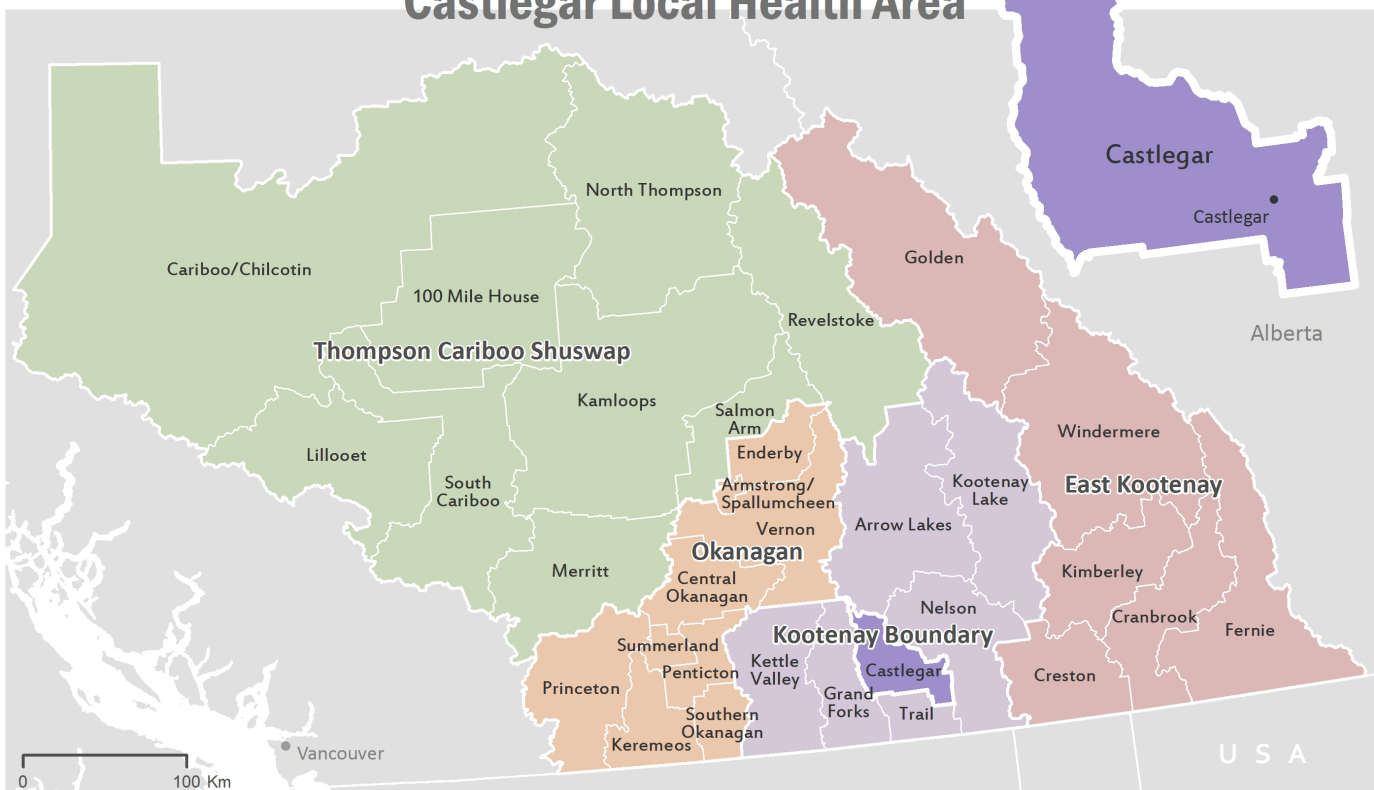 Castlegar Local Health Area
Castlegar
Castlegar
North Thompson
Golden
Cariboo/Chilcotin
100 Mile House
Revelstoke
Alberta
Thompson Cariboo Shuswap
Kamloops
Salmon
Arm
Windermere
Lillooet
Enderby
South
Cariboo
Kootenay
Lake
East Kootenay
Armstrong/
Spallumcheen
Arrow Lakes
Vernon
Okanagan
Merritt
Central
Okanagan
Kimberley
Nelson
Cranbrook
Kootenay Boundary
Fernie
Summerland
Kettle
Valley
Castlegar
Penticton
Creston
Princeton
Grand
Forks
Trail
Southern
Okanagan
Keremeos
Vancouver
USA
0 100 Km